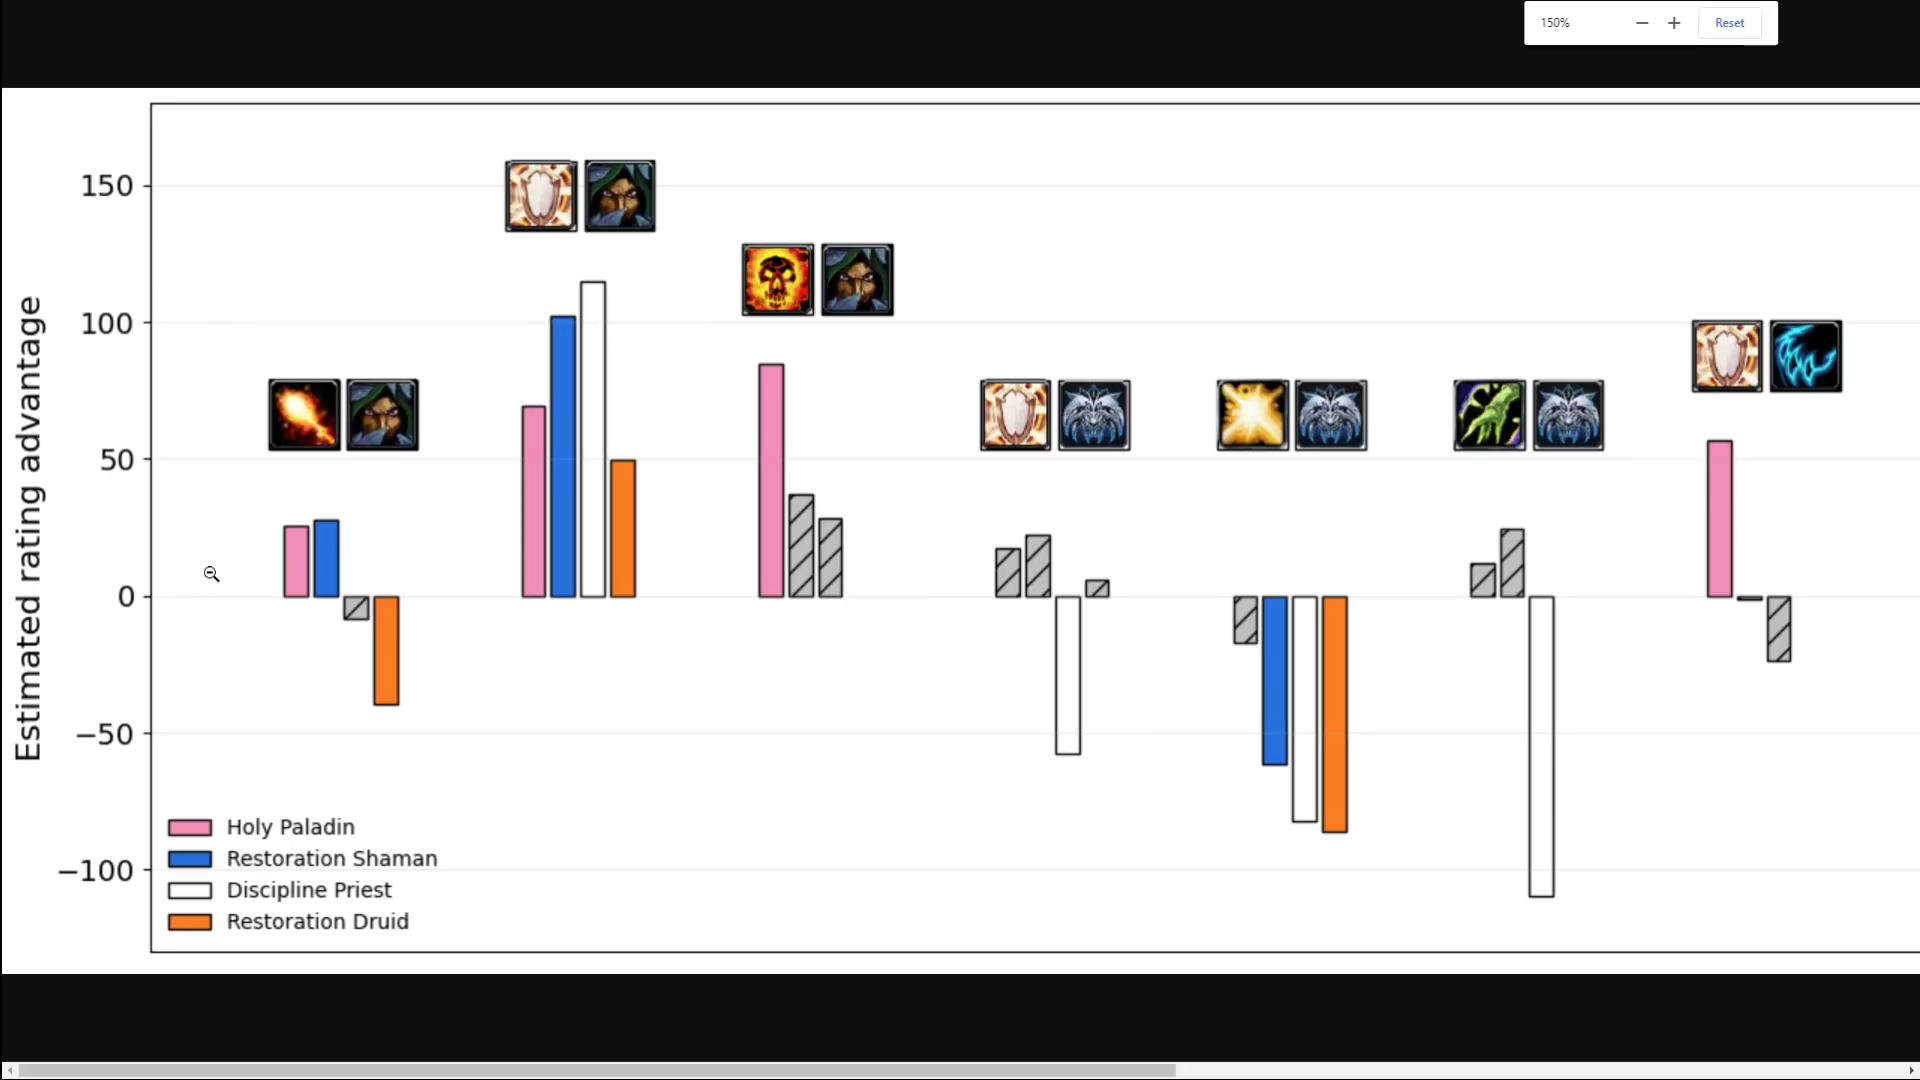 150%
Reset
150
100
50
0
−50
−100
Estimated rating advantage
Holy Paladin
Restoration Shaman
Discipline Priest
Restoration Druid